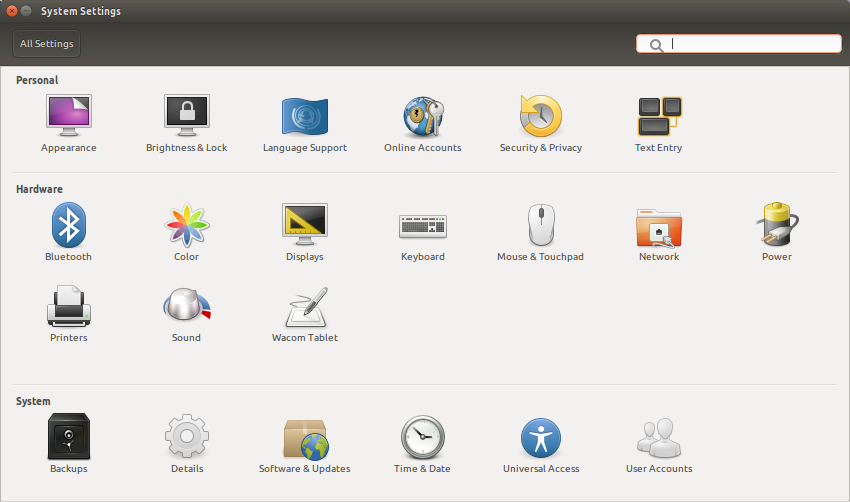 System Settings
All Settings
Personal
Appearance
Brightness & Lock
Language Support
Online Accounts
Security & Privacy
Text Entry
Hardware
Bluetooth
Color
Displays
Keyboard
Mouse & Touchpad
Network
Power
Printers
Sound
Wacom Tablet
System
Backups
Details
Software & Updates
Time & Date
Universal Access
User Accounts